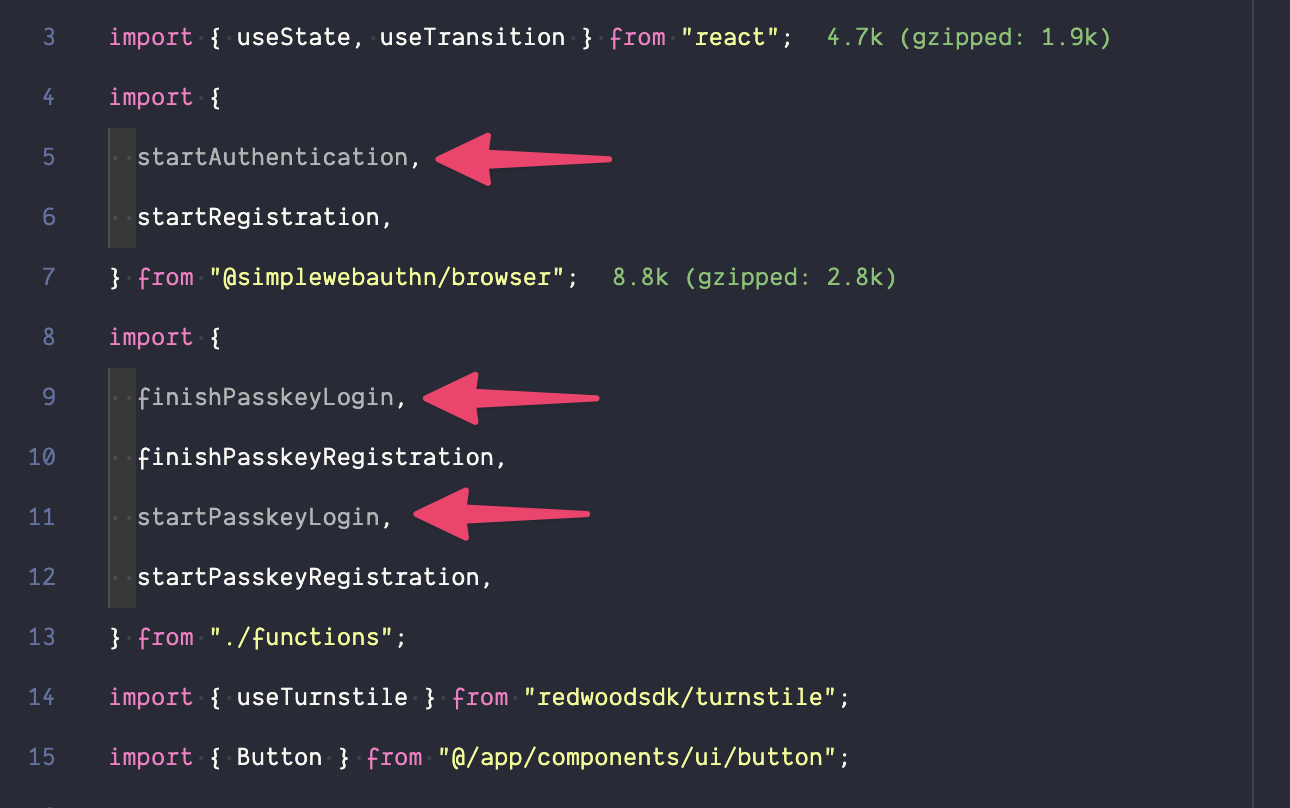 3 import { useState, useTransition } from "react"; 4.7k (gzipped: 1.9k)
4 import {
5 startAuthentication,
6 startRegistration,
7 } from "@simplewebauthn/browser"; 8.8k (gzipped: 2.8k)
8 import {
9 finishPasskeyLogin,
10 finishPasskeyRegistration,
11 startPasskeyLogin,
12 startPasskeyRegistration,
13 } from "./functions";
14 import { useTurnstile } from "redwoodsdk/turnstile";
15 import { Button } from "@/app/components/ui/button";